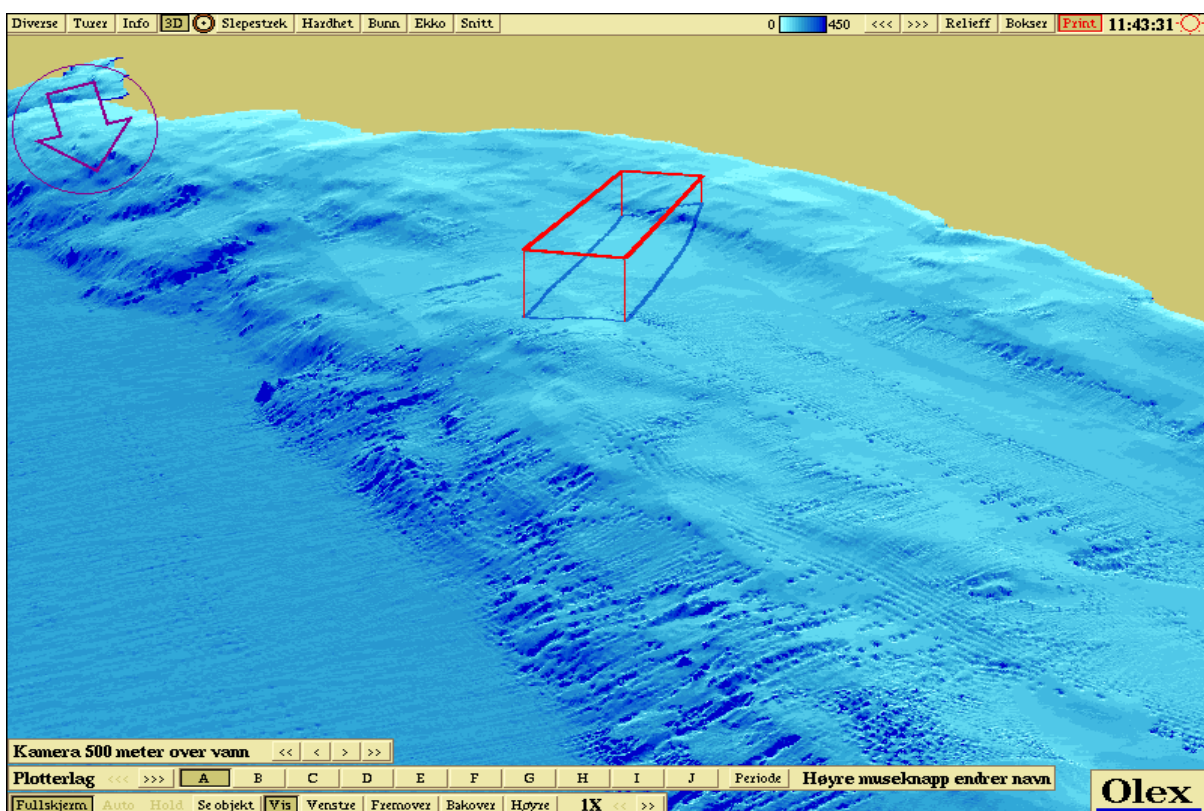 Diverse Turer Info 3D Slepestrek Hardhet Bunn Ekko Snitt 0 450 <<< >>> Relieff Bokser Print 11:43:31
Kamera 500 meter over vann << < > >>
Plotterlag <<< >>> A B C D E F G H I J Periode Høyre museknapp endrer navn
Olex
Fullskjerm Auto Hold Se objekt Vis Venstre Fremover Bakover Høyre 1X << >>